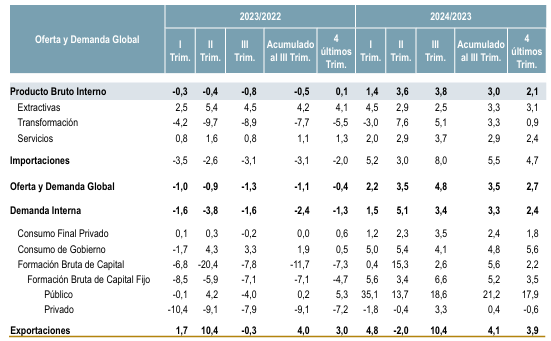 Oferta y Demanda Global 2023/2022 2024/2023
I Trim. II Trim. III Trim. Acumulado al III Trim. 4 últimos Trim. I Trim. II Trim. III Trim. Acumulado al III Trim. 4 últimos Trim.
Producto Bruto Interno -0,3 -0,4 -0,8 -0,5 0,1 1,4 3,6 3,8 3,0 2,1
Extractivas 2,5 5,4 4,5 4,2 4,1 4,5 2,9 2,5 3,3 3,1
Transformación -4,2 -9,7 -8,9 -7,7 -5,5 -3,0 7,6 5,1 3,3 0,9
Servicios 0,8 1,6 0,8 1,1 1,3 2,0 2,9 3,7 2,9 2,4
Importaciones -3,5 -2,6 -3,1 -3,1 -2,0 5,2 3,0 8,0 5,5 4,7
Oferta y Demanda Global -1,0 -0,9 -1,3 -1,1 -0,4 2,2 3,5 4,8 3,5 2,7
Demanda Interna -1,6 -3,8 -1,6 -2,4 -1,3 1,5 5,1 3,4 3,3 2,4
Consumo Final Privado 0,1 0,3 -0,2 0,0 0,6 1,2 2,3 3,5 2,4 1,8
Consumo de Gobierno -1,7 4,3 3,3 1,9 0,5 5,0 5,4 4,1 4,8 5,6
Formación Bruta de Capital -6,8 -20,4 -7,8 -11,7 -7,3 0,4 15,3 2,6 5,6 2,2
Formación Bruta de Capital Fijo -8,5 -5,9 -7,1 -7,1 -4,7 5,6 3,4 6,6 5,2 3,5
Público -0,1 4,2 -4,0 0,2 5,3 35,1 13,7 18,6 21,2 17,9
Privado -10,4 -9,1 -7,9 -9,1 -7,2 -1,8 -0,4 3,3 0,4 -0,6
Exportaciones 1,7 10,4 -0,3 4,0 3,0 4,8 -2,0 10,4 4,1 3,9